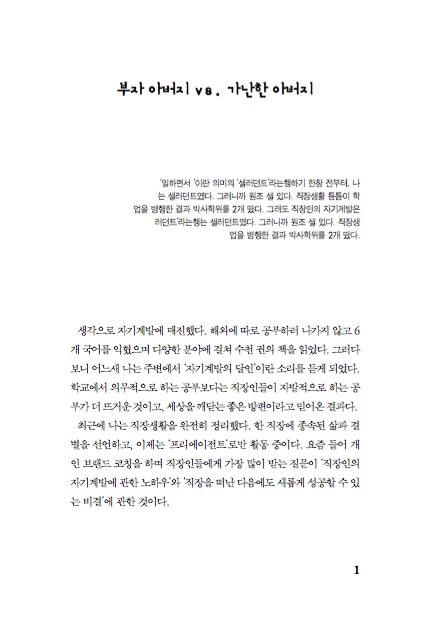 부자 아버지 vs. 가난한 아버지
'일하면서 '이란 의미의 '샐러던트'라는행하기 한참 전부터, 나
는 샐러던트였다. 그러니까 원조 샐 있다. 직장생활 틈틈이 학
업을 병행한 결과 박사학위를 2개 땄다. 그래도 직장인의 자기계발은
러던트'라는행는 샐러던트였다. 그러니까 원조 샐 있다. 직장생
업을 병행한 결과 박사학위를 2개 땄다.
생각으로 자기계발에 매진했다. 해외에 따로 공부하러 나가지 않고 6
개 국어를 익혔으며 다양한 분야에 걸쳐 수천 권의 책을 읽었다. 그러다
보니 어느새 나는 주변에서 '자기계발의 달인'이란 소리를 듣게 되었다.
학교에서 의무적으로 하는 공부보다는 직장인들이 자발적으로 하는 공
부가 더 뜨거운 것이고, 세상을 깨닫는 좋은 방편이라고 믿어온 결과다.
최근에 나는 직장생활을 완전히 정리했다. 한 직장에 종속된 삶과 결
별을 선언하고, 이제는 '프리에이전트'로만 활동 중이다. 요즘 들어 개
인 브랜드 코칭을 하며 직장인들에게 가장 많이 받는 질문이 '직장인의
자기계발에 관한 노하우'와 '직장을 떠난 다음에도 새롭게 성공할 수 있
는 비결'에 관한 것이다.
1